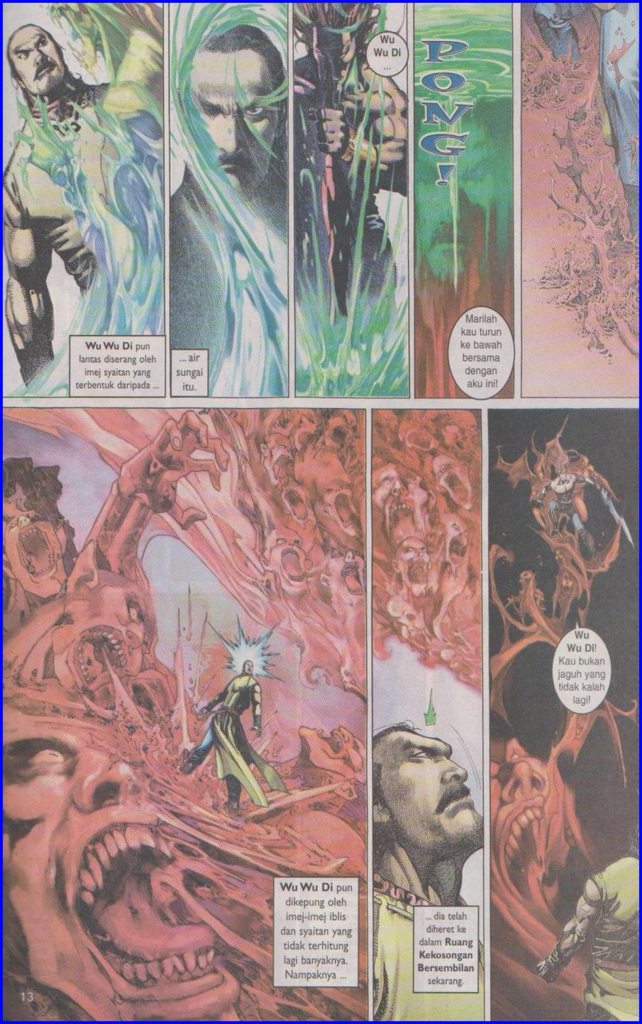 Wu Wu Di pun
lantas diserang oleh
imej syaitan yang
terbentuk daripada ...
... air
sungai
itu.
Wu
Wu Di
...
PONG!
Marilah
kau turun
ke bawah
bersama
dengan
aku ini!
Wu Wu Di pun
dikepung oleh
imej-imej iblis
dan syaitan yang
tidak terhitung
lagi banyaknya.
Nampaknya ...
... dia telah
diheret ke
dalam Ruang
Kekosongan
Bersembilan
sekarang.
Wu
Wu Di!
Kau bukan
jaguh yang
tidak kalah
lagi!
13